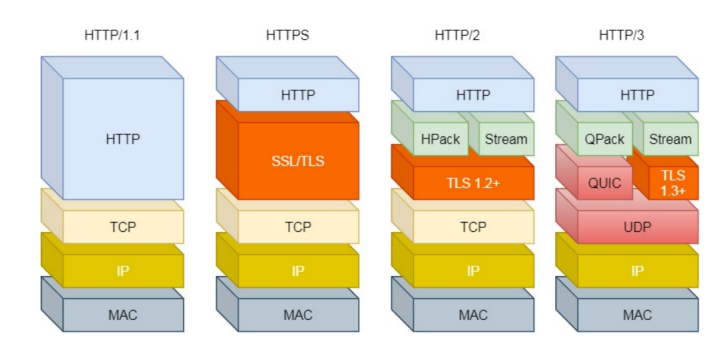 HTTP/1.1
HTTP
TCP
IP
MAC
HTTPS
HTTP
SSL/TLS
TCP
IP
MAC
HTTP/2
HTTP
HPack
Stream
TLS 1.2+
TCP
IP
MAC
HTTP/3
HTTP
QPack
Stream
QUIC
TLS
1.3+
UDP
IP
MAC